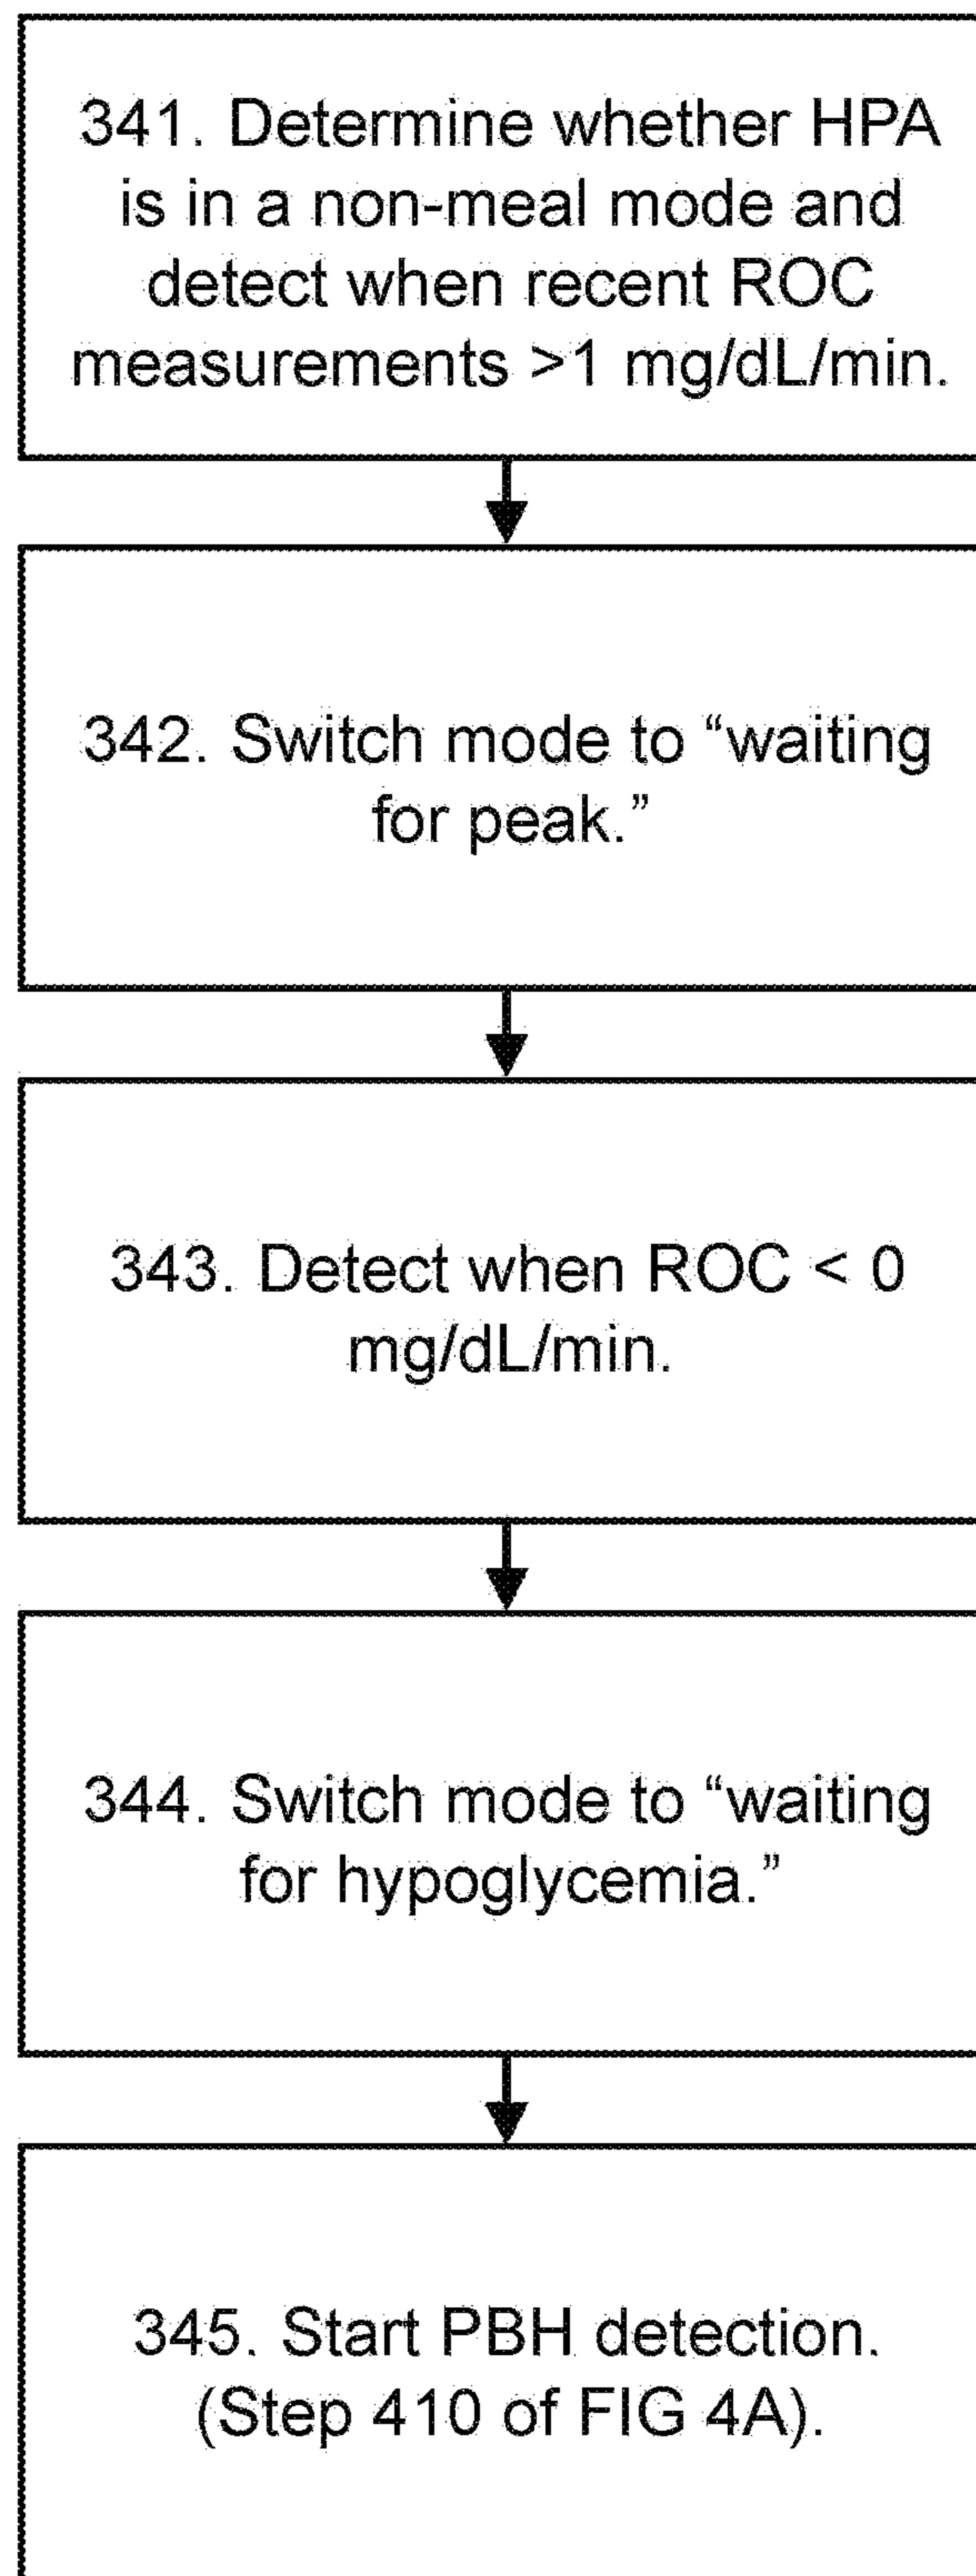 341. Determine whether HPA
is in a non-meal mode and
detect when recent ROC
measurements >1 mg/dL/min.
342. Switch mode to “waiting
for peak.”
343. Detect when ROC < 0
mg/dL/min.
344. Switch mode to “waiting
for hypoglycemia.”
345. Start PBH detection.
(Step 410 of FIG 4A).